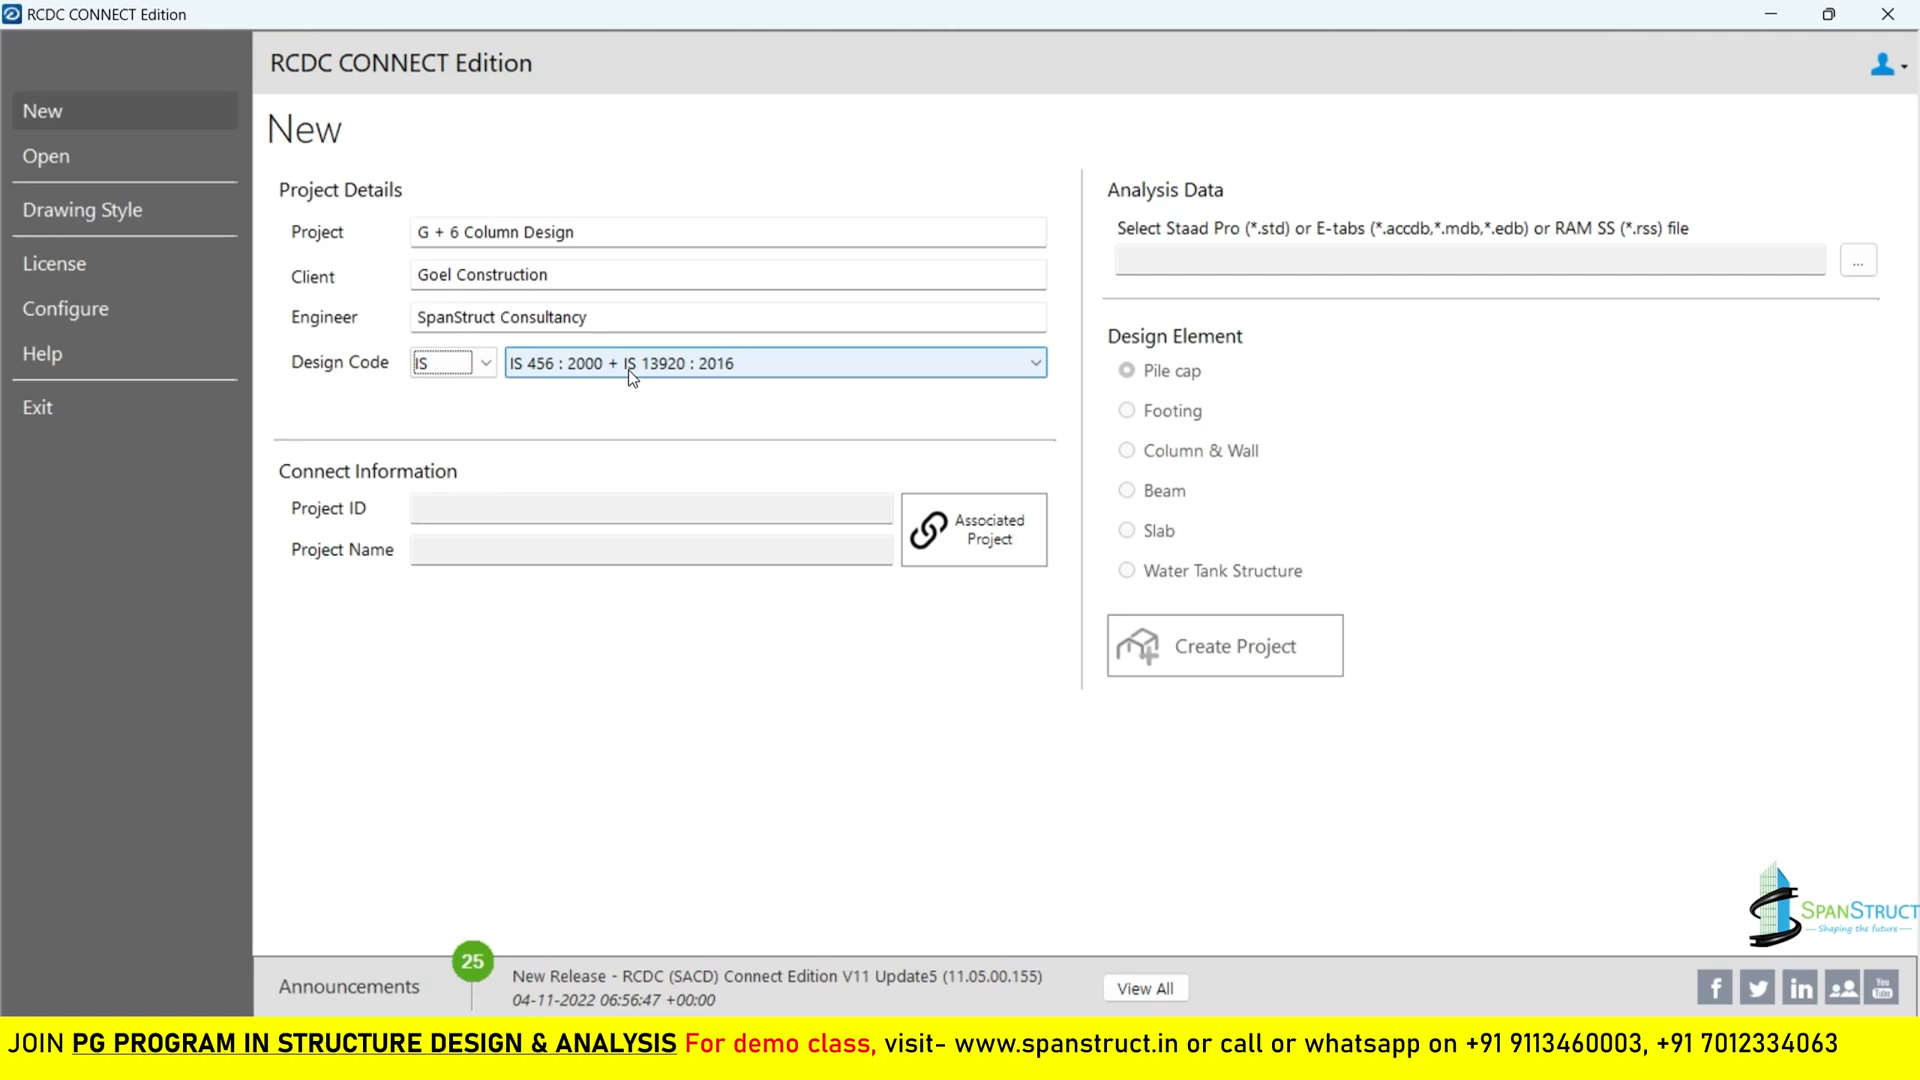 RCDC CONNECT Edition
RCDC CONNECT Edition
New
Open
Drawing Style
License
Configure
Help
Exit
New
Project Details
Project G + 6 Column Design
Client Goel Construction
Engineer SpanStruct Consultancy
Design Code IS IS 456 : 2000 + IS 13920 : 2016
Connect Information
Project ID
Project Name
Associated
Project
Analysis Data
Select Staad Pro (*.std) or E-tabs (*.accdb,*.mdb,*.edb) or RAM SS (*.rss) file
...
Design Element
Pile cap
Footing
Column & Wall
Beam
Slab
Water Tank Structure
Create Project
SPANSTRUCT
Shaping the future
Announcements
25
New Release - RCDC (SACD) Connect Edition V11 Update5 (11.05.00.155)
04-11-2022 06:56:47 +00:00
View All
f
in
You
Tube
JOIN PG PROGRAM IN STRUCTURE DESIGN & ANALYSIS For demo class, visit- www.spanstruct.in or call or whatsapp on +91 9113460003, +91 7012334063